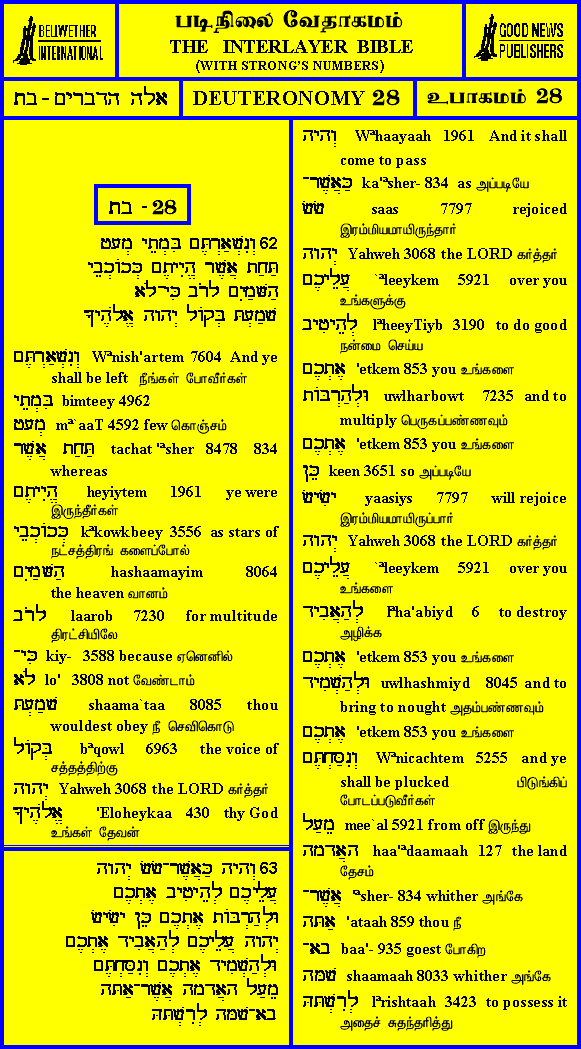 BELLWETHER
INTERNATIONAL
படிநிலை வேதாகமம்
THE INTERLAYER BIBLE
(WITH STRONG'S NUMBERS)
GOOD NEWS
PUBLISHERS
אלה הדברים - בת
DEUTERONOMY 28
உபாகமம் 28
28 - בת
62 וְנִשְׁאַרְתֶּם בִּמְתֵי מְעָט
תַּחַת אֲשֶׁר הֱיִיתֶם כְּכוֹכְבֵי
הַשָּׁמַיִם לָרֹב כִּי־לֹא
שָׁמַעְתָּ בְּקוֹל יְהוָה אֱלֹהֶיךָ
וְנִשְׁאַרְתֶּם Wªnish'artem 7604 And ye
shall be left நீங்கள் போவீர்கள்
בִּמְתֵי bimteey 4962
מְעָט mª`aaT 4592 few கொஞ்சம்
תַּחַת אֲשֶׁר tachat 'ªsher 8478 834
whereas
הֱיִיתֶם heyiytem 1961 ye were
இருந்தீர்கள்
כְּכוֹכְבֵי kªkowkbeey 3556 as stars of
நட்சத்திரங் களைப்போல்
הַשָּׁמַיִם hashaamayim 8064
the heaven வானம்
לָרֹב laarob 7230 for multitude
திரட்சியிலே
כִּי־ kiy- 3588 because ஏனெனில்
לֹא lo' 3808 not வேண்டாம்
שָׁמַעְתָּ shaama`taa 8085 thou
wouldest obey நீ செவிகொடு
בְּקוֹל bªqowl 6963 the voice of
சத்தத்திற்கு
יְהוָה Yahweh 3068 the LORD கர்த்தர்
אֱלֹהֶיךָ 'Eloheykaa 430 thy God
உங்கள் தேவன்
63 וְהָיָה כַּאֲשֶׁר־שָׂשׂ יְהוָה
עֲלֵיכֶם לְהֵיטִיב אֶתְכֶם
וּלְהַרְבּוֹת אֶתְכֶם כֵּן יָשִׂישׂ
יְהוָה עֲלֵיכֶם לְהַאֲבִיד אֶתְכֶם
וּלְהַשְׁמִיד אֶתְכֶם וְנִסַּחְתֶּם
מֵעַל הָאֲדָמָה אֲשֶׁר־אַתָּה
בָא־שָׁמָּה לְרִשְׁתָּהּ
וְהָיָה Wªhaayaah 1961 And it shall
come to pass
כַּאֲשֶׁר־ ka'ªsher- 834 as அப்படியே
שָׂשׂ saas 7797 rejoiced
இரம்மியமாயிருந்தார்
יְהוָה Yahweh 3068 the LORD கர்த்தர்
עֲלֵיכֶם `ªleeykem 5921 over you
உங்களுக்கு
לְהֵיטִיב lªheeyTiyb 3190 to do good
நன்மை செய்ய
אֶתְכֶם 'etkem 853 you உங்களை
וּלְהַרְבּוֹת uwlharbowt 7235 and to
multiply பெருகப்பண்ணவும்
אֶתְכֶם 'etkem 853 you உங்களை
כֵּן keen 3651 so அப்படியே
יָשִׂישׂ yaasiys 7797 will rejoice
இரம்மியமாயிருப்பார்
יְהוָה Yahweh 3068 the LORD கர்த்தர்
עֲלֵיכֶם `ªleeykem 5921 over you
உங்களை
לְהַאֲבִיד lªha'abiyd 6 to destroy
அழிக்க
אֶתְכֶם 'etkem 853 you உங்களை
וּלְהַשְׁמִיד uwlhashmiyd 8045 and to
bring to nought அதம்பண்ணவும்
אֶתְכֶם 'etkem 853 you உங்களை
וְנִסַּחְתֶּם Wªnicachtem 5255 and ye
shall be plucked பிடுங்கிப்
போடப்படுவீர்கள்
מֵעַל mee`al 5921 from off இருந்து
הָאֲדָמָה haa'ªdaamaah 127 the land
தேசம்
אֲשֶׁר־ ªsher- 834 whither அங்கே
אַתָּה 'ataah 859 thou நீ
בָא־ baa'- 935 goest போகிற
שָׁמָּה shaamaah 8033 whither அங்கே
לְרִשְׁתָּהּ lªrishtaah 3423 to possess it
அதைச் சுதந்தரித்து